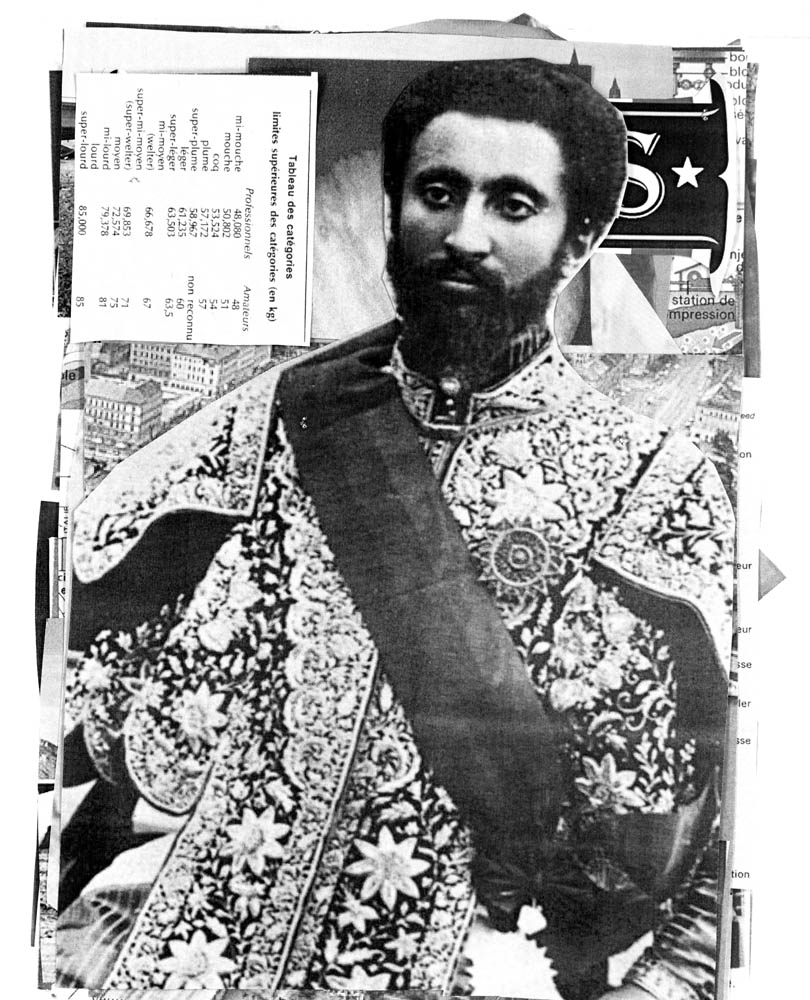 Tableau des catégories
limites supérieures des catégories (en kg)
Professionnels Amateurs
mi-mouche 48,080 48
mouche 50,802 51
coq 53,524 54
plume 57,172 57
super-plume 58,967 non reconnu
léger 61,235 60
super-léger 63,503 63,5
mi-moyen
(welter) 66,678 67
super-mi-moyen
(super-welter) 69,853 71
moyen 72,574 75
mi-lourd 79,378 81
lourd
super-lourd 85,000 85
S
station de
mpression
eur
eur
sse
ler
sse
tion